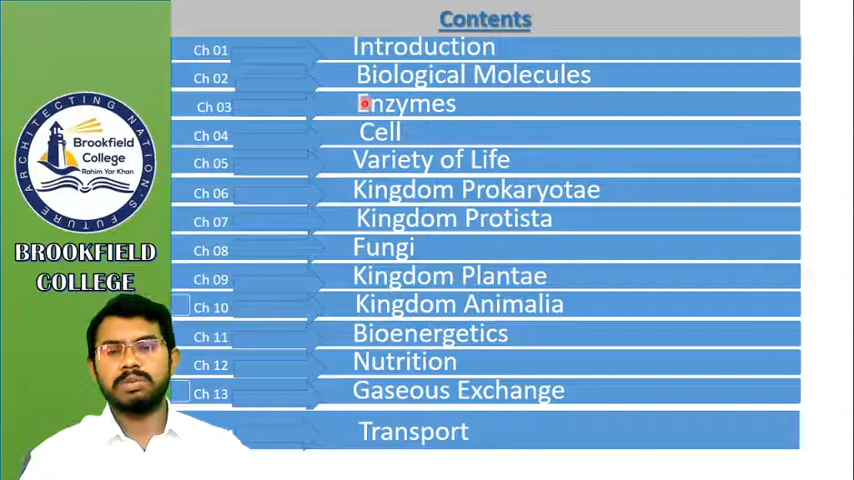 Contents
Ch 01 Introduction
Ch 02 Biological Molecules
Ch 03 Enzymes
Ch 04 Cell
Ch 05 Variety of Life
Ch 06 Kingdom Prokaryotae
Ch 07 Kingdom Protista
Ch 08 Fungi
Ch 09 Kingdom Plantae
Ch 10 Kingdom Animalia
Ch 11 Bioenergetics
Ch 12 Nutrition
Ch 13 Gaseous Exchange
Transport
ARCHITECTING NATION'S FUTURE
Brookfield
College
Rahim Yar Khan
BROOKFIELD
COLLEGE